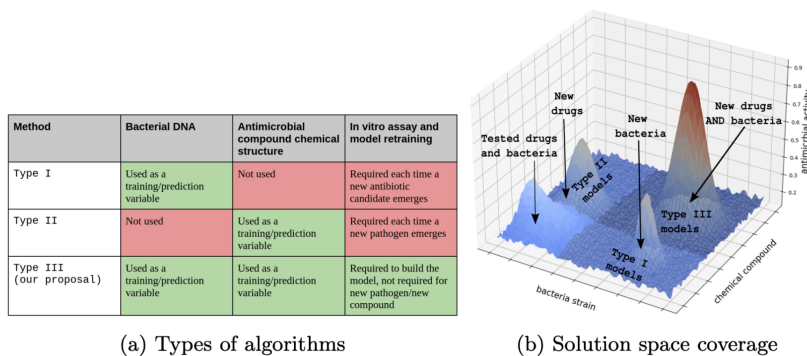 Method
Bacterial DNA
Antimicrobial
compound chemical
structure
In vitro assay and
model retraining
Type I
Used as a
training/prediction
variable
Not used
Required each time a
new antibiotic
candidate emerges
Type II
Not used
Used as a
training/prediction
variable
Required each time a
new pathogen emerges
Type III
(our proposal)
Used as a
training/prediction
variable
Used as a
training/prediction
variable
Required to build the
model, not required for
new pathogen/new
compound
(a) Types of algorithms
New
drugs
Tested drugs
and bacteria
New
bacteria
New drugs
AND bacteria
Type II
models
Type III
models
Type I
models
bacteria strain
chemical compound
antimicrbial activity
0.9
0.8
0.7
0.6
0.5
0.4
0.3
0.2
(b) Solution space coverage